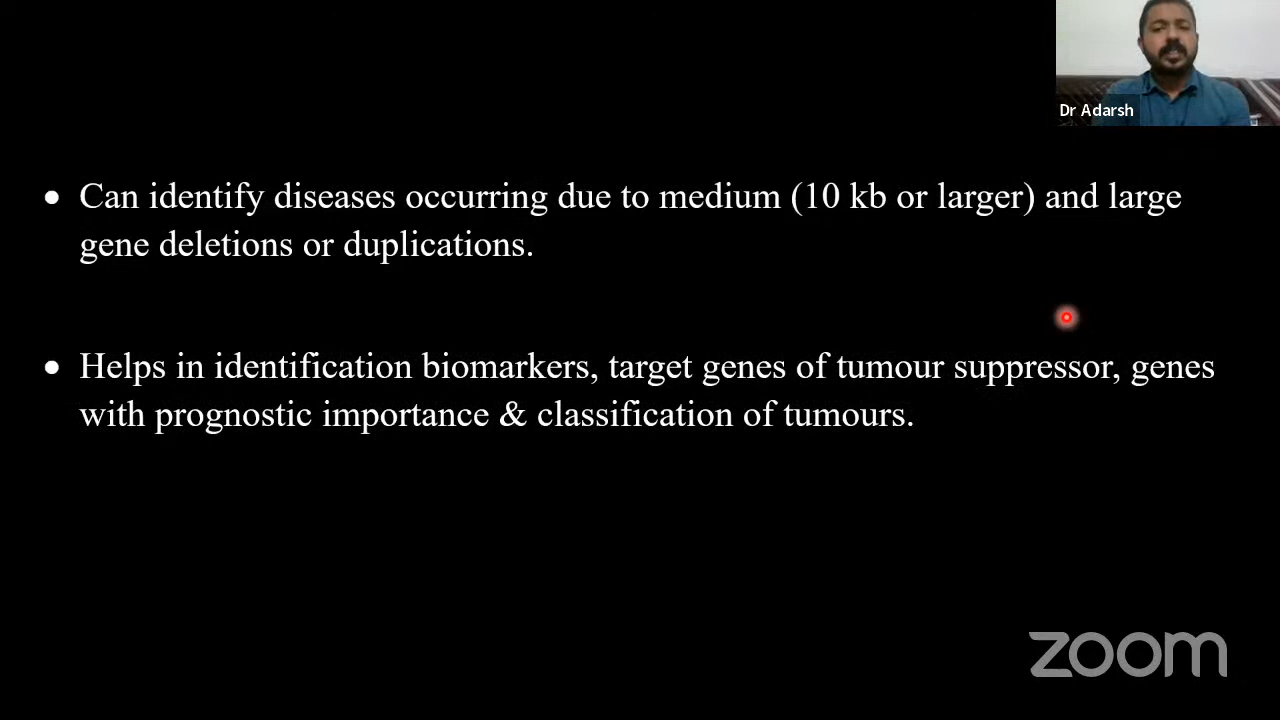 Dr Adarsh
• Can identify diseases occurring due to medium (10 kb or larger) and large
gene deletions or duplications.
• Helps in identification biomarkers, target genes of tumour suppressor, genes
with prognostic importance & classification of tumours.
zoom